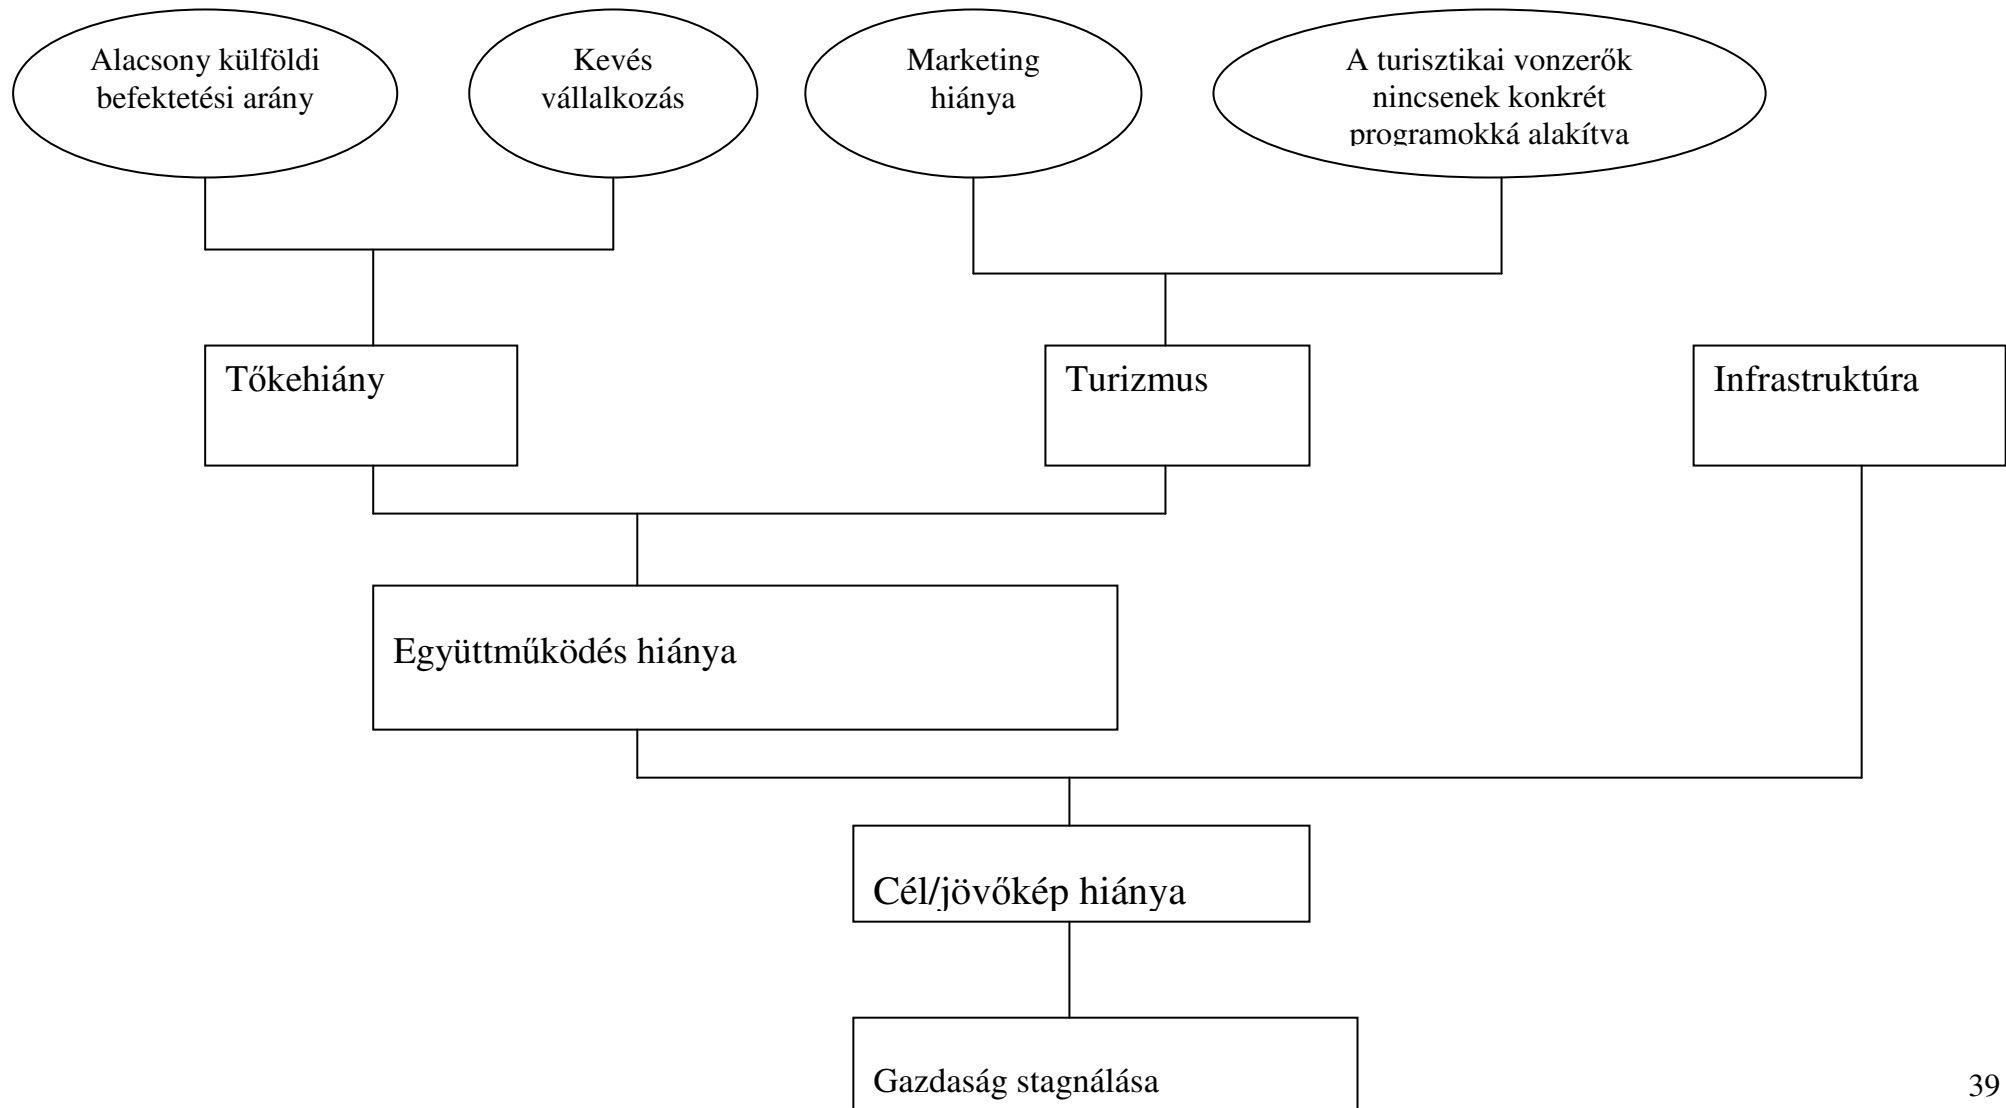 Alacsony külföldi
befektetési arány
Kevés
vállalkozás
Marketing
hiánya
A turisztikai vonzerők
nincsenek konkrét
programokká alakítva
Tőkehiány
Turizmus
Infrastruktúra
Együttműködés hiánya
Cél/jövőkép hiánya
Gazdaság stagnálása
39